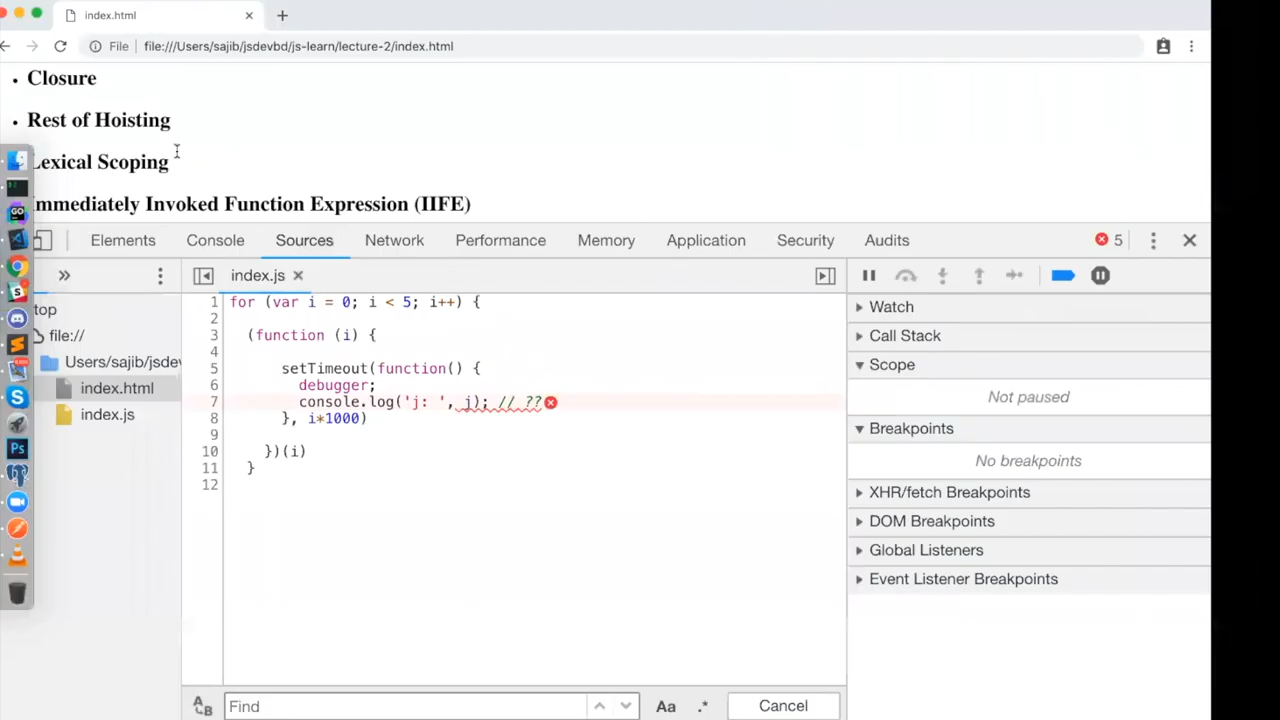 index.html
File file:///Users/sajib/jsdevbd/js-learn/lecture-2/index.html
• Closure
• Rest of Hoisting
Lexical Scoping
mmediately Invoked Function Expression (IIFE)
Elements Console Sources Network Performance Memory Application Security Audits 5
» index.js
1 for (var i = 0; i < 5; i++) {
2
3 (function (i) {
4
5 setTimeout(function() {
6 debugger;
7 console.log('j: ', j); // ??
8 }, i*1000)
9
10 })(i)
11 }
12
top
file://
Users/sajib/jsdev
index.html
index.js
Watch
Call Stack
Scope
Not paused
Breakpoints
No breakpoints
XHR/fetch Breakpoints
DOM Breakpoints
Global Listeners
Event Listener Breakpoints
GO
Ps
A B Find Aa .* Cancel